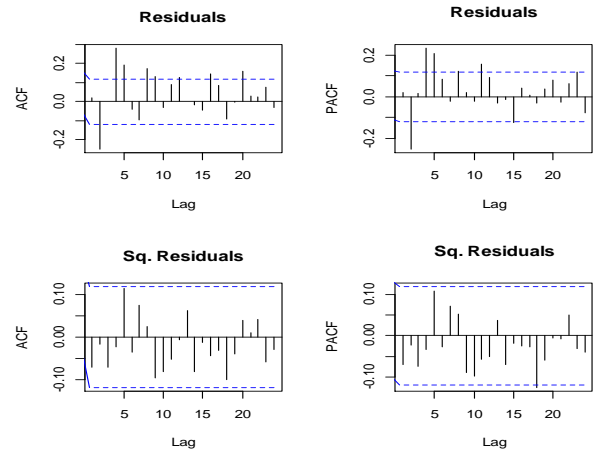 Residuals
ACF
0.2
0.0
-0.2
5 10 15 20
Lag
Residuals
PACF
0.2
0.0
-0.2
5 10 15 20
Lag
Sq. Residuals
ACF
0.10
0.00
-0.10
5 10 15 20
Lag
Sq. Residuals
PACF
0.10
0.00
-0.10
5 10 15 20
Lag